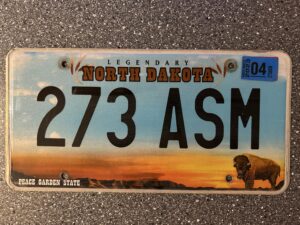 LEGENDARY
NORTH DAKOTA
04
273 ASM
PEACE GARDEN STATE